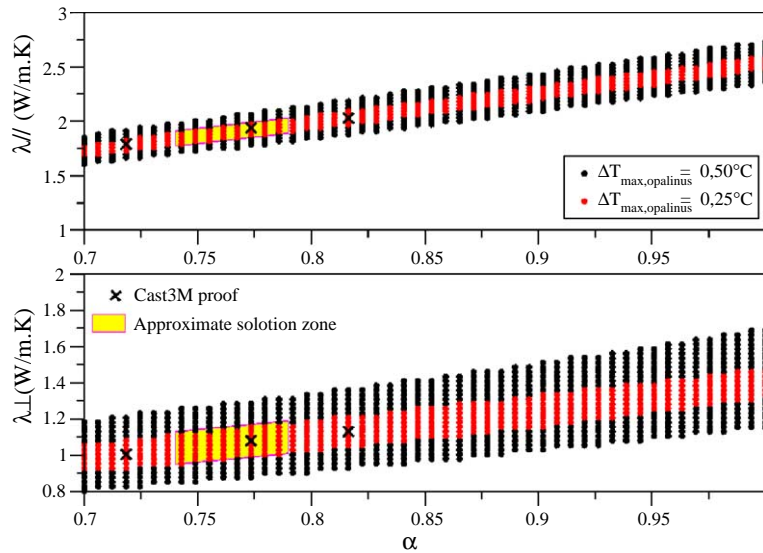 3
2.5
2
1.5
1
λ// (W/m.K)
ΔTmax,opalinus = 0,50°C
ΔTmax,opalinus = 0,25°C
0.7 0.75 0.8 0.85 0.9 0.95
2
1.8
1.6
1.4
1.2
1
0.8
λ⊥(W/m.K)
Cast3M proof
Approximate solotion zone
0.7 0.75 0.8 0.85 0.9 0.95
α